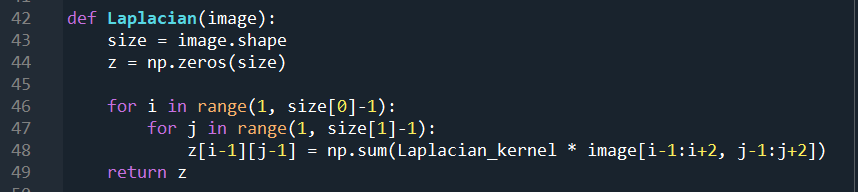 42 def Laplacian(image):
43     size = image.shape
44     z = np.zeros(size)
45
46     for i in range(1, size[0]-1):
47         for j in range(1, size[1]-1):
48             z[i-1][j-1] = np.sum(Laplacian_kernel * image[i-1:i+2, j-1:j+2])
49     return z